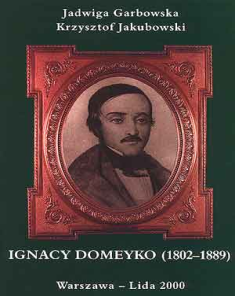 Jadwiga Garbowska
Krzysztof Jakubowski
IGNACY DOMEYKO (1802–1889)
Warszawa – Lida 2000